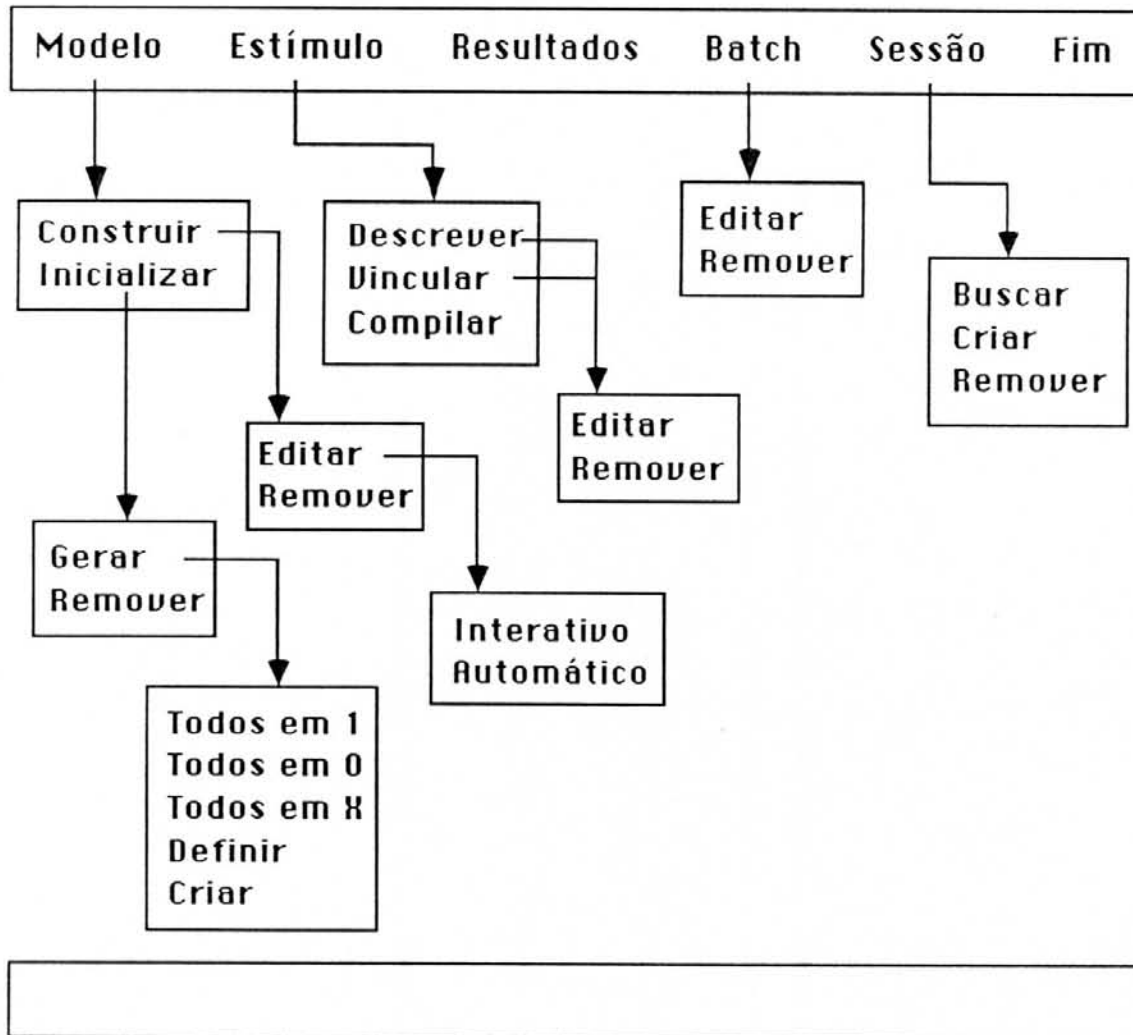 Modelo Estímulo Resultados Batch Sessão Fim
Construir
Inicializar
Descrever
Vincular
Compilar
Editar
Remover
Buscar
Criar
Remover
Editar
Remover
Editar
Remover
Gerar
Remover
Interativo
Automático
Todos em 1
Todos em 0
Todos em X
Definir
Criar